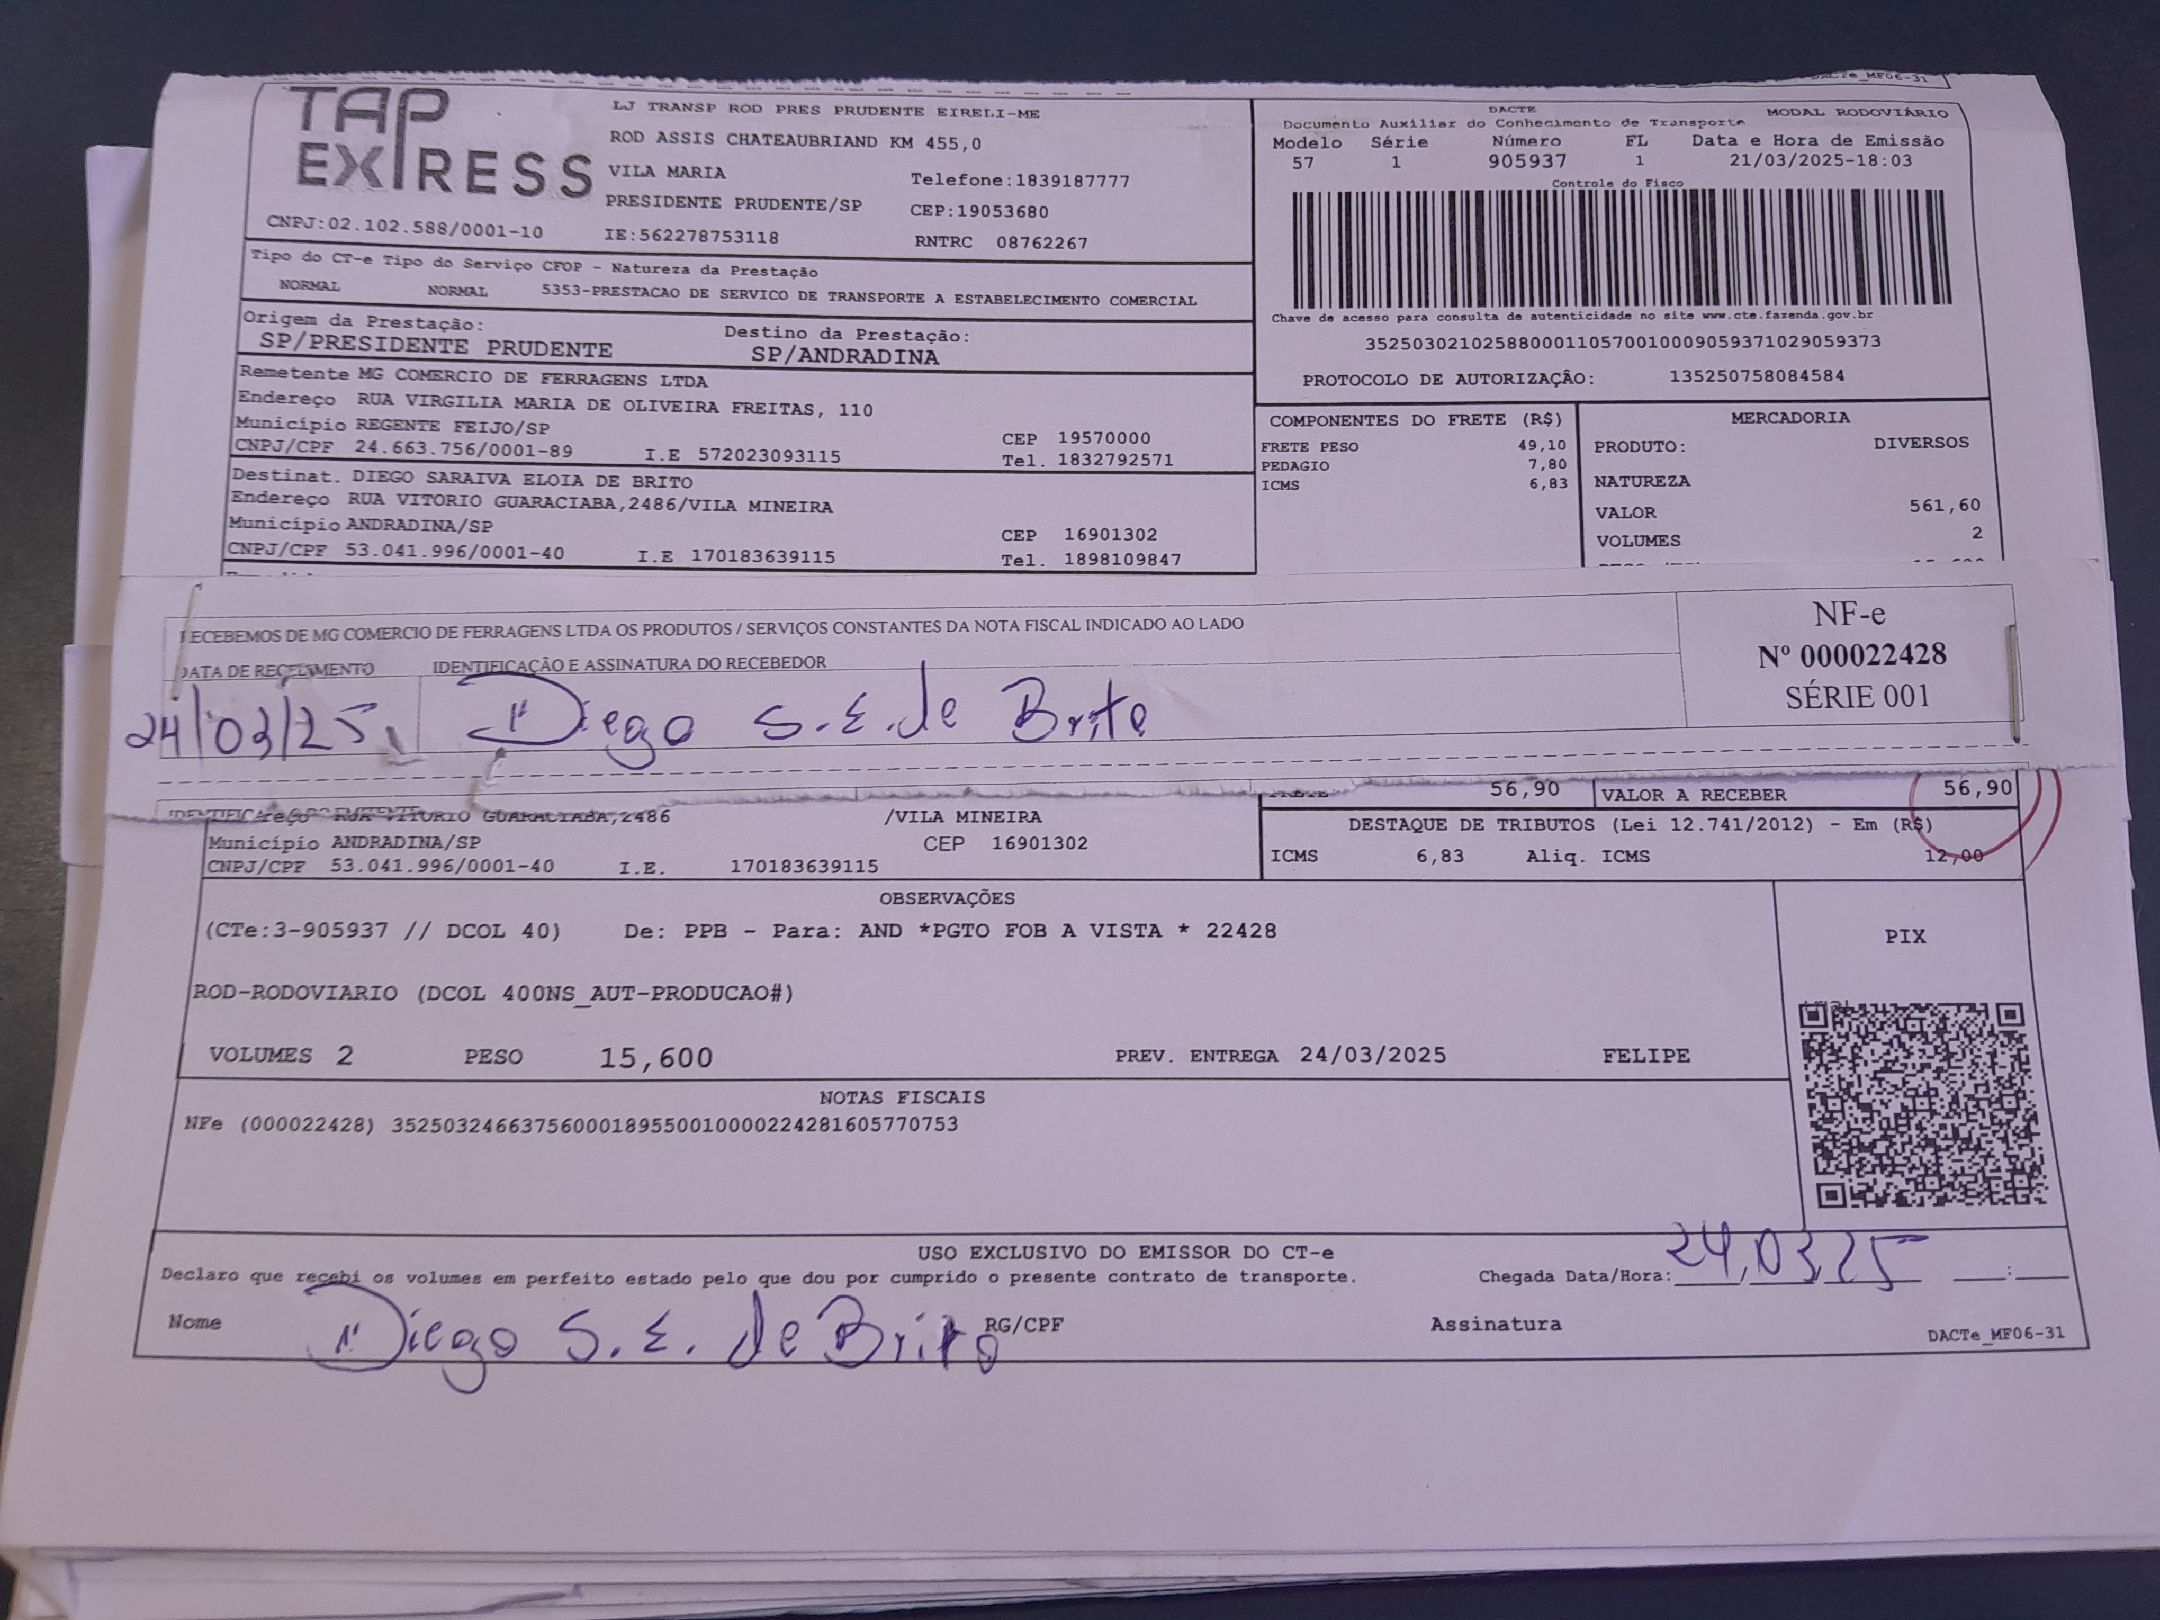 DACTe_MF06-31
TAP EXPRESS
LJ TRANSP ROD PRES PRUDENTE EIRELI-ME
ROD ASSIS CHATEAUBRIAND KM 455,0
VILA MARIA Telefone:1839187777
PRESIDENTE PRUDENTE/SP CEP:19053680
CNPJ:02.102.588/0001-10 IE:562278753118 RNTRC 08762267
DACTE MODAL RODOVIÁRIO
Documento Auxiliar do Conhecimento de Transporte
Modelo Série Número FL Data e Hora de Emissão
57 1 905937 1 21/03/2025-18:03
Controle do Fisco
Chave de acesso para consulta de autenticidade no site www.cte.fazenda.gov.br
35250302102588000110570010009059371029059373
PROTOCOLO DE AUTORIZAÇÃO: 135250758084584
Tipo do CT-e Tipo do Serviço CFOP - Natureza da Prestação
NORMAL NORMAL 5353-PRESTACAO DE SERVICO DE TRANSPORTE A ESTABELECIMENTO COMERCIAL
Origem da Prestação: Destino da Prestação:
SP/PRESIDENTE PRUDENTE SP/ANDRADINA
Remetente MG COMERCIO DE FERRAGENS LTDA
Endereço RUA VIRGILIA MARIA DE OLIVEIRA FREITAS, 110
Município REGENTE FEIJO/SP CEP 19570000
CNPJ/CPF 24.663.756/0001-89 I.E 572023093115 Tel. 1832792571
Destinat. DIEGO SARAIVA ELOIA DE BRITO
Endereço RUA VITORIO GUARACIABA,2486/VILA MINEIRA
Município ANDRADINA/SP CEP 16901302
CNPJ/CPF 53.041.996/0001-40 I.E 170183639115 Tel. 1898109847
COMPONENTES DO FRETE (R$)
FRETE PESO 49,10
PEDAGIO 7,80
ICMS 6,83
MERCADORIA
PRODUTO: DIVERSOS
NATUREZA
VALOR 561,60
VOLUMES 2
RECEBEMOS DE MG COMERCIO DE FERRAGENS LTDA OS PRODUTOS / SERVIÇOS CONSTANTES DA NOTA FISCAL INDICADO AO LADO
DATA DE RECEBIMENTO IDENTIFICAÇÃO E ASSINATURA DO RECEBEDOR
24/03/25 Diego S.E. de Brito
NF-e
Nº 000022428
SÉRIE 001
56,90 VALOR A RECEBER 56,90
RUA VITORIO GUARACIABA,2486 /VILA MINEIRA
Município ANDRADINA/SP CEP 16901302
CNPJ/CPF 53.041.996/0001-40 I.E. 170183639115
DESTAQUE DE TRIBUTOS (Lei 12.741/2012) - Em (R$)
ICMS 6,83 Aliq. ICMS 12,00
OBSERVAÇÕES
(CTe:3-905937 // DCOL 40) De: PPB - Para: AND *PGTO FOB A VISTA * 22428
ROD-RODOVIARIO (DCOL 400NS_AUT-PRODUCAO#)
VOLUMES 2 PESO 15,600 PREV. ENTREGA 24/03/2025 FELIPE
PIX
NOTAS FISCAIS
NFe (000022428) 35250324663756000189550010000224281605770753
USO EXCLUSIVO DO EMISSOR DO CT-e
Declaro que recebi os volumes em perfeito estado pelo que dou por cumprido o presente contrato de transporte. Chegada Data/Hora: 24/03/25 :
Nome Diego S. E. de Brito RG/CPF Assinatura
DACTe_MF06-31